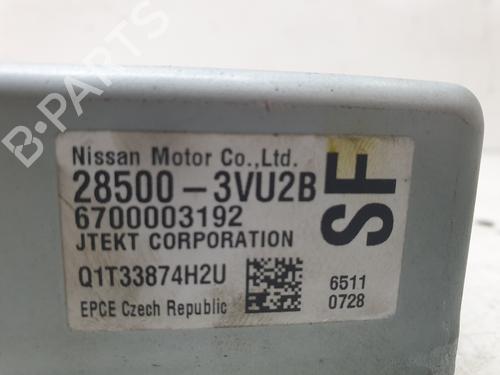 B-PARTS
Nissan Motor Co.,Ltd.
28500-3VU2B
6700003192
JTEKT CORPORATION
Q1T33874H2U
EPCE Czech Republic
SF
6511
0728